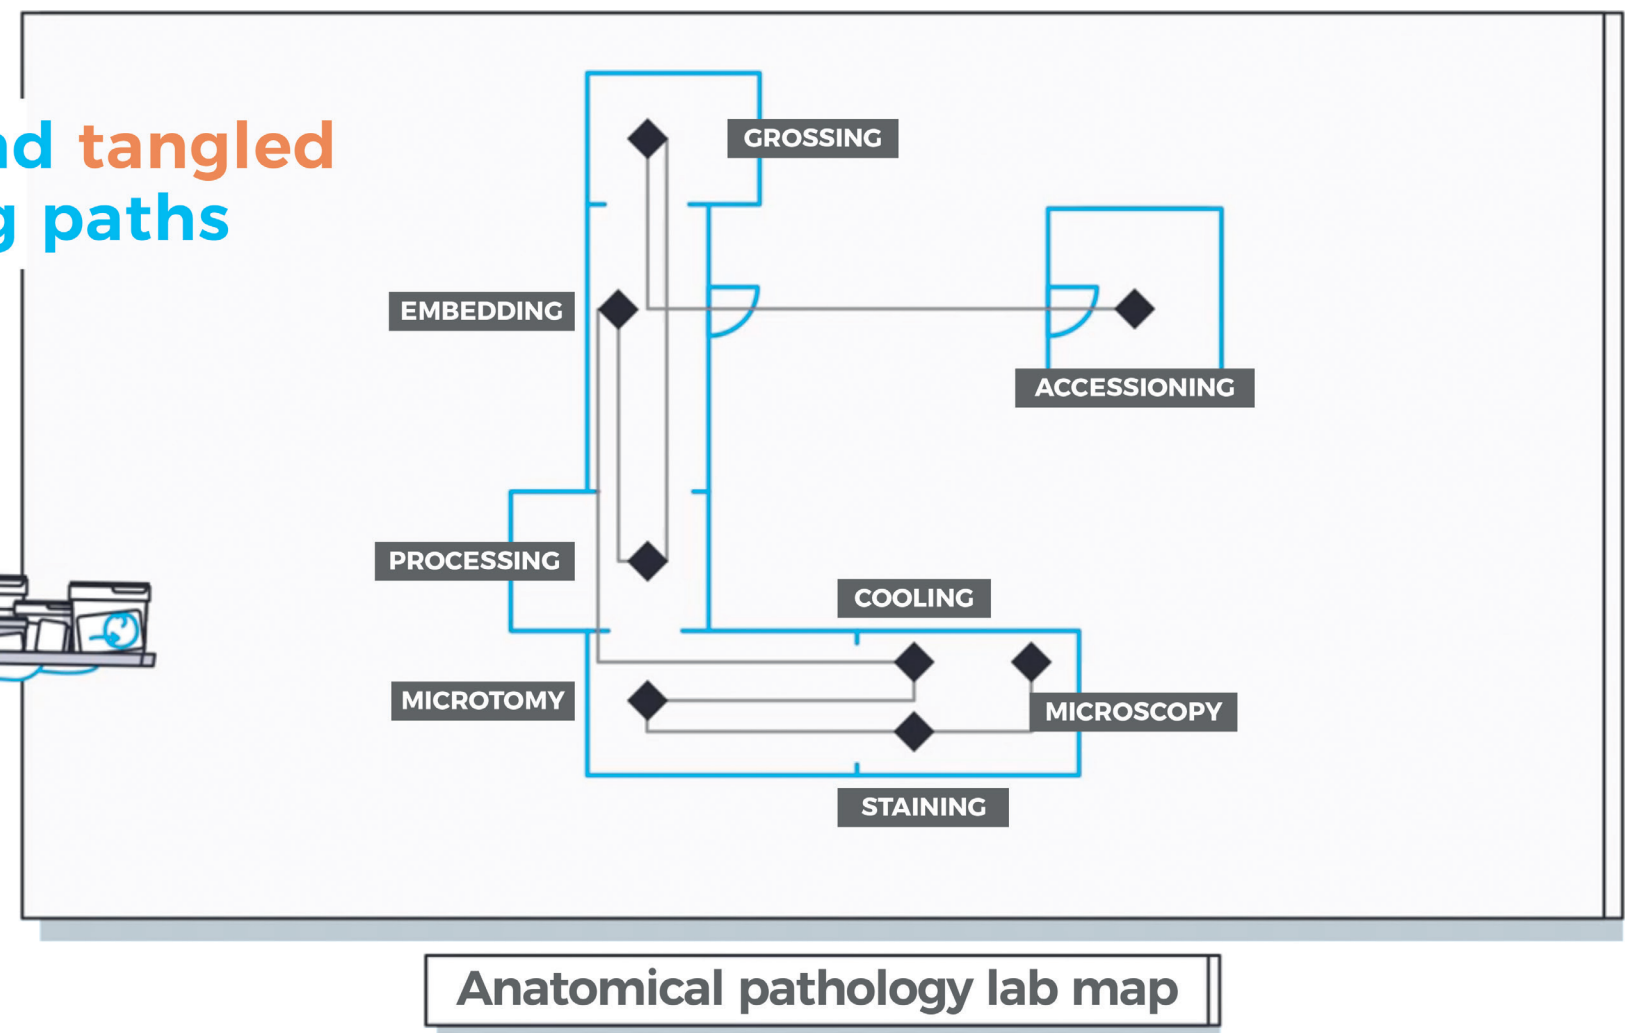 tangled
paths
GROSSING
EMBEDDING
ACCESSIONING
PROCESSING
COOLING
MICROTOMY
MICROSCOPY
STAINING
Anatomical pathology lab map